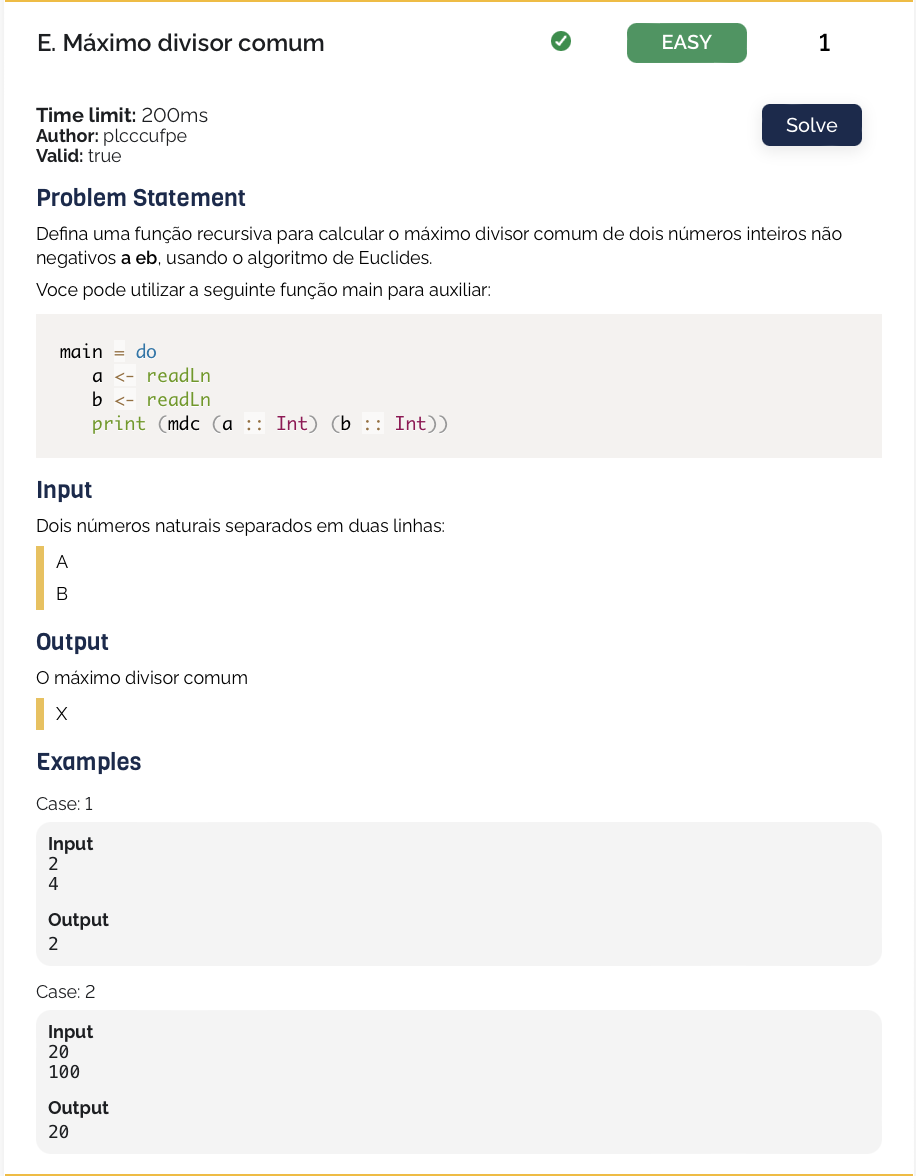 E. Máximo divisor comum
EASY
1
Time limit: 200ms
Solve
Author: plcccufpe
Valid: true
Problem Statement
Defina uma função recursiva para calcular o máximo divisor comum de dois números inteiros não
negativos a eb, usando o algoritmo de Euclides.
Voce pode utilizar a seguinte função main para auxiliar:
main = do
   a <- readLn
   b <- readLn
   print (mdc (a :: Int) (b :: Int))
Input
Dois números naturais separados em duas linhas:
A
B
Output
O máximo divisor comum
X
Examples
Case: 1
Input
2
4
Output
2
Case: 2
Input
20
100
Output
20